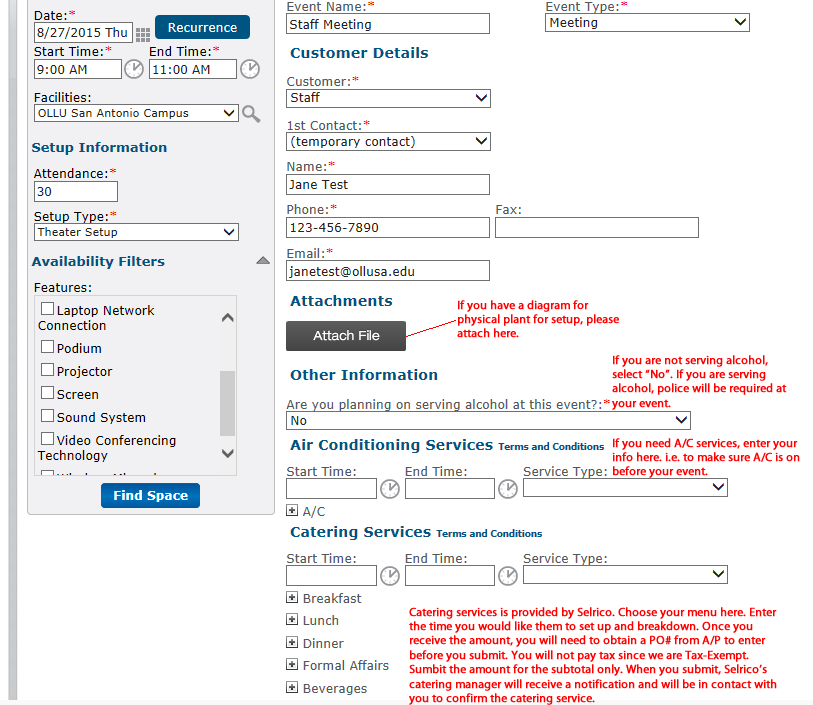 Date:*
8/27/2015 Thu
Recurrence
Start Time:* End Time:*
9:00 AM 11:00 AM
Facilities:
OLLU San Antonio Campus
Setup Information
Attendance:*
30
Setup Type:*
Theater Setup
Availability Filters
Features:
Laptop Network
Connection
Podium
Projector
Screen
Sound System
Video Conferencing
Technology
Find Space
Event Name:* Event Type:*
Staff Meeting Meeting
Customer Details
Customer:*
Staff
1st Contact:*
(temporary contact)
Name:*
Jane Test
Phone:* Fax:
123-456-7890
Email:*
janetest@ollusa.edu
Attachments
Attach File
If you have a diagram for
physical plant for setup, please
attach here.
Other Information
Are you planning on serving alcohol at this event?:*
No
If you are not serving alcohol,
select "No". If you are serving
alcohol, police will be required at
your event.
Air Conditioning Services Terms and Conditions
If you need A/C services, enter your
info here. i.e. to make sure A/C is on
before your event.
Start Time: End Time: Service Type:
A/C
Catering Services Terms and Conditions
Start Time: End Time: Service Type:
Breakfast
Lunch
Dinner
Formal Affairs
Beverages
Catering services is provided by Selrico. Choose your menu here. Enter
the time you would like them to set up and breakdown. Once you
receive the amount, you will need to obtain a PO# from A/P to enter
before you submit. You will not pay tax since we are Tax-Exempt.
Sumbit the amount for the subtotal only. When you submit, Selrico's
catering manager will receive a notification and will be in contact with
you to confirm the catering service.